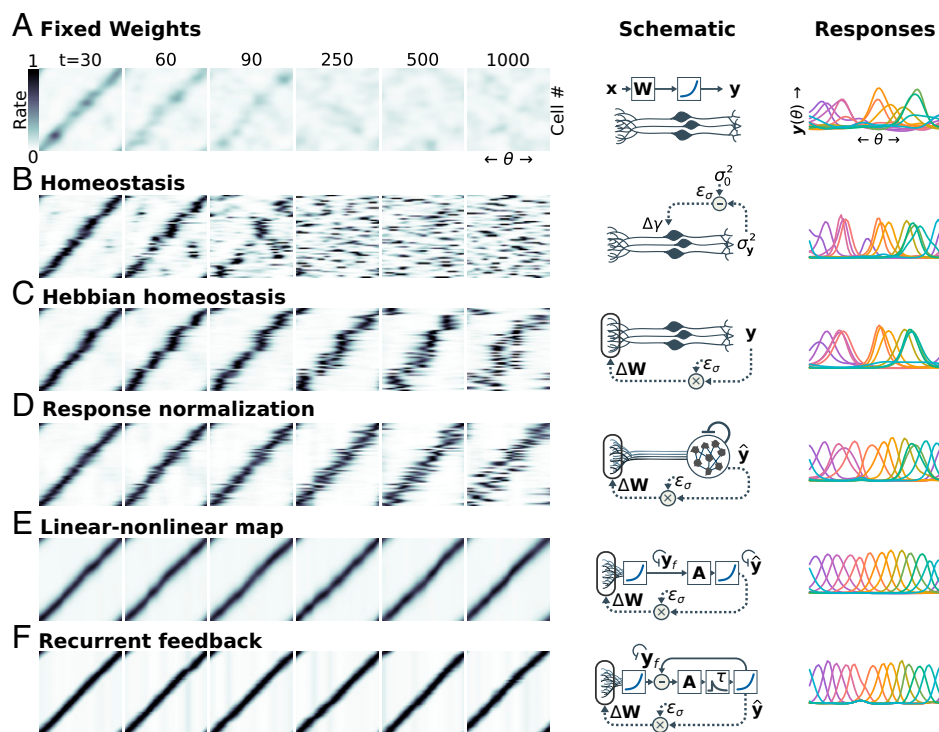 A Fixed Weights Schematic Responses
1 t=30 60 90 250 500 1000
Rate
0
Cell #
← θ →
x W y
y(θ) →
← θ →
B Homeostasis
σ₀²
ε_σ
−
Δγ
σ_y²
C Hebbian homeostasis
y
ε_σ
ΔW
×
D Response normalization
ŷ
ΔW
ε_σ
×
E Linear-nonlinear map
y_f A ŷ
ΔW
ε_σ
×
F Recurrent feedback
y_f
− A τ
ŷ
ΔW
ε_σ
×